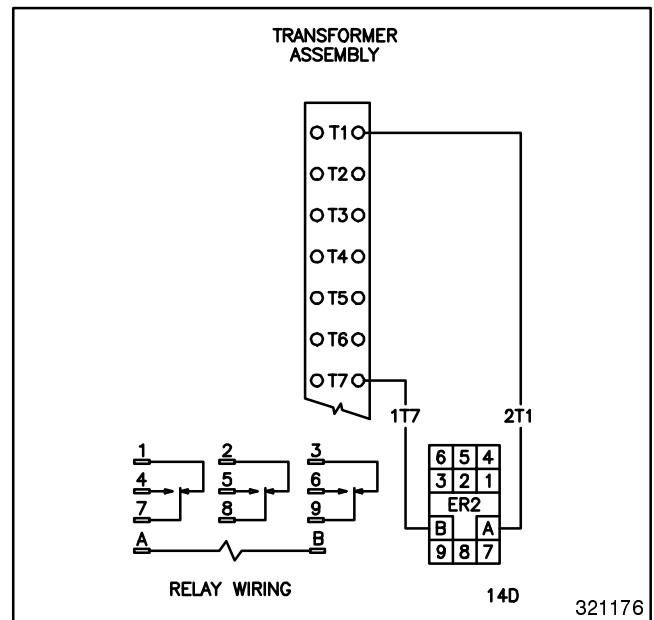 TRANSFORMER
ASSEMBLY
T1
T2
T3
T4
T5
T6
T7
1T7 2T1
1 2 3
4 5 6
7 8 9
A B
RELAY WIRING
6 5 4
3 2 1
ER2
B A
9 8 7
14D
321176